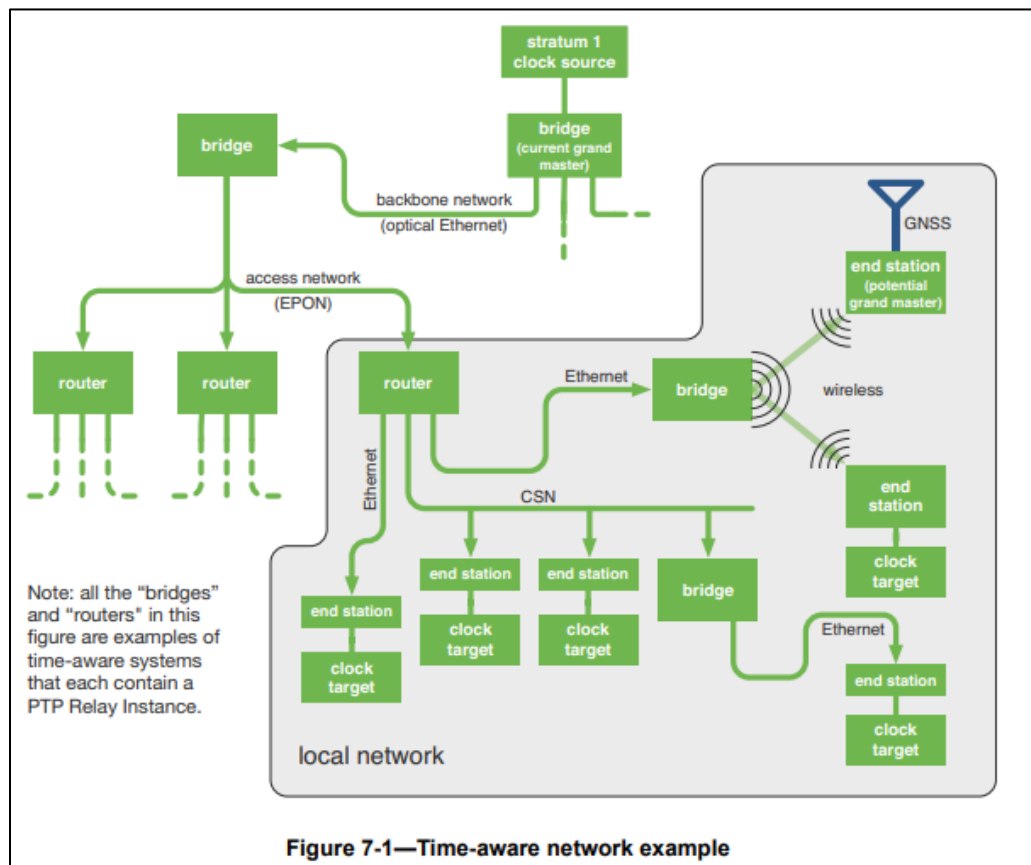 stratum 1
clock source
bridge
(current grand
master)
bridge
backbone network
(optical Ethernet)
GNSS
end station
(potential
grand master)
access network
(EPON)
router
router
router
Ethernet
bridge
wireless
Ethernet
CSN
end
station
clock
target
end station
clock
target
end station
clock
target
end station
clock
target
bridge
Ethernet
end station
clock
target
Note: all the “bridges”
and “routers" in this
figure are examples of
time-aware systems
that each contain a
PTP Relay Instance.
local network
Figure 7-1—Time-aware network example